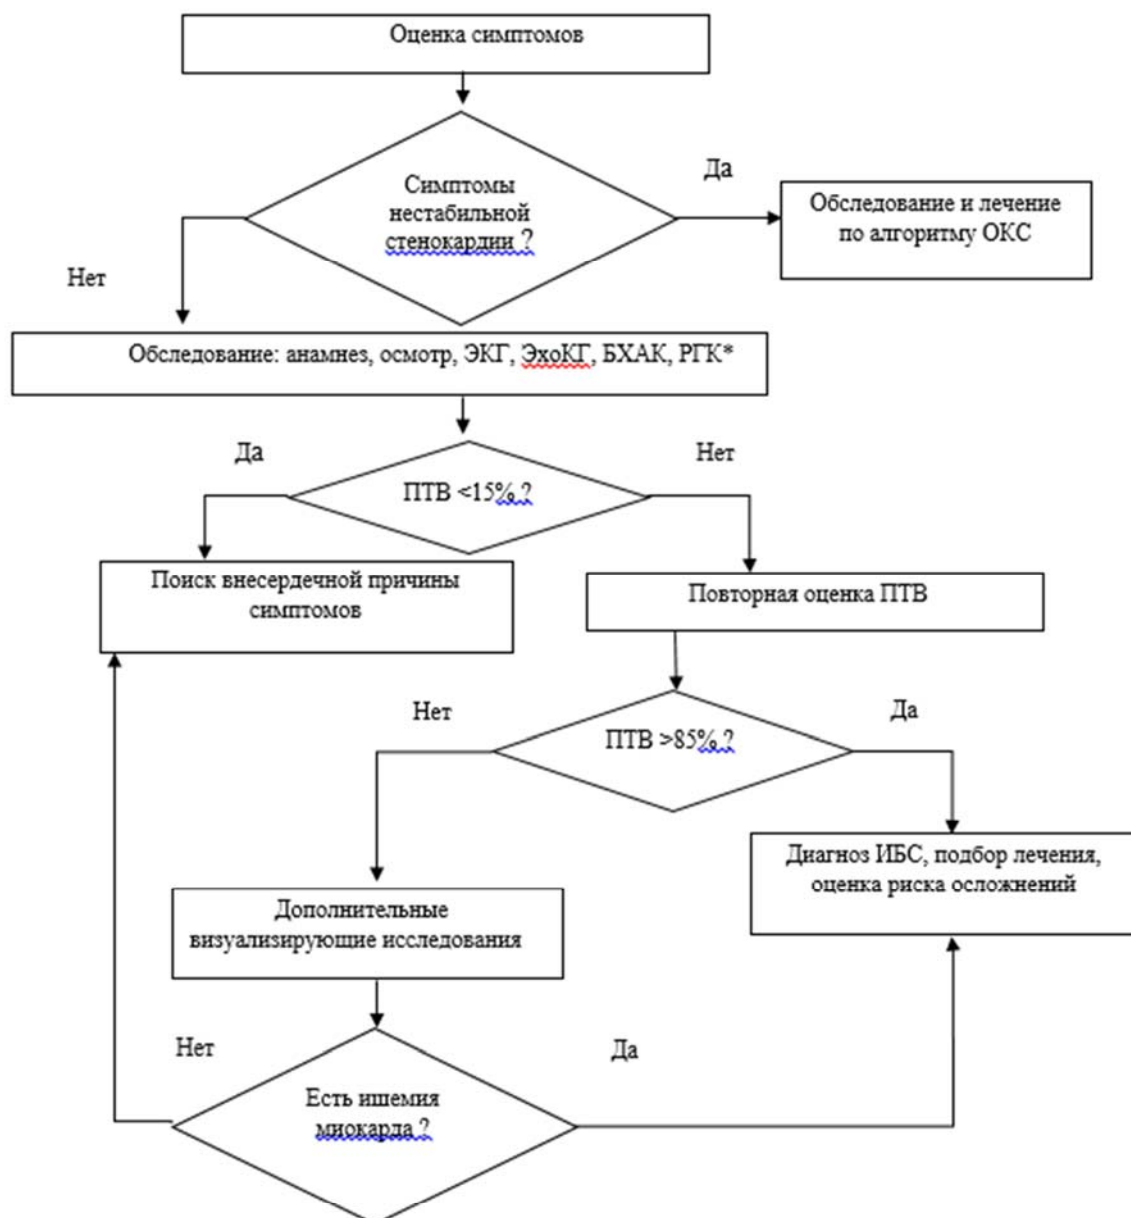 Оценка симптомов
Симптомы
нестабильной
стенокардии ?
Да
Обследование и лечение
по алгоритму ОКС
Нет
Обследование: анамнез, осмотр, ЭКГ, ЭхоКГ, БХАК, РГК*
Да
Нет
ПТВ <15% ?
Поиск внесердечной причины
симптомов
Повторная оценка ПТВ
Нет
Да
ПТВ >85% ?
Диагноз ИБС, подбор лечения,
оценка риска осложнений
Дополнительные
визуализирующие исследования
Нет
Да
Есть ишемия
миокарда ?